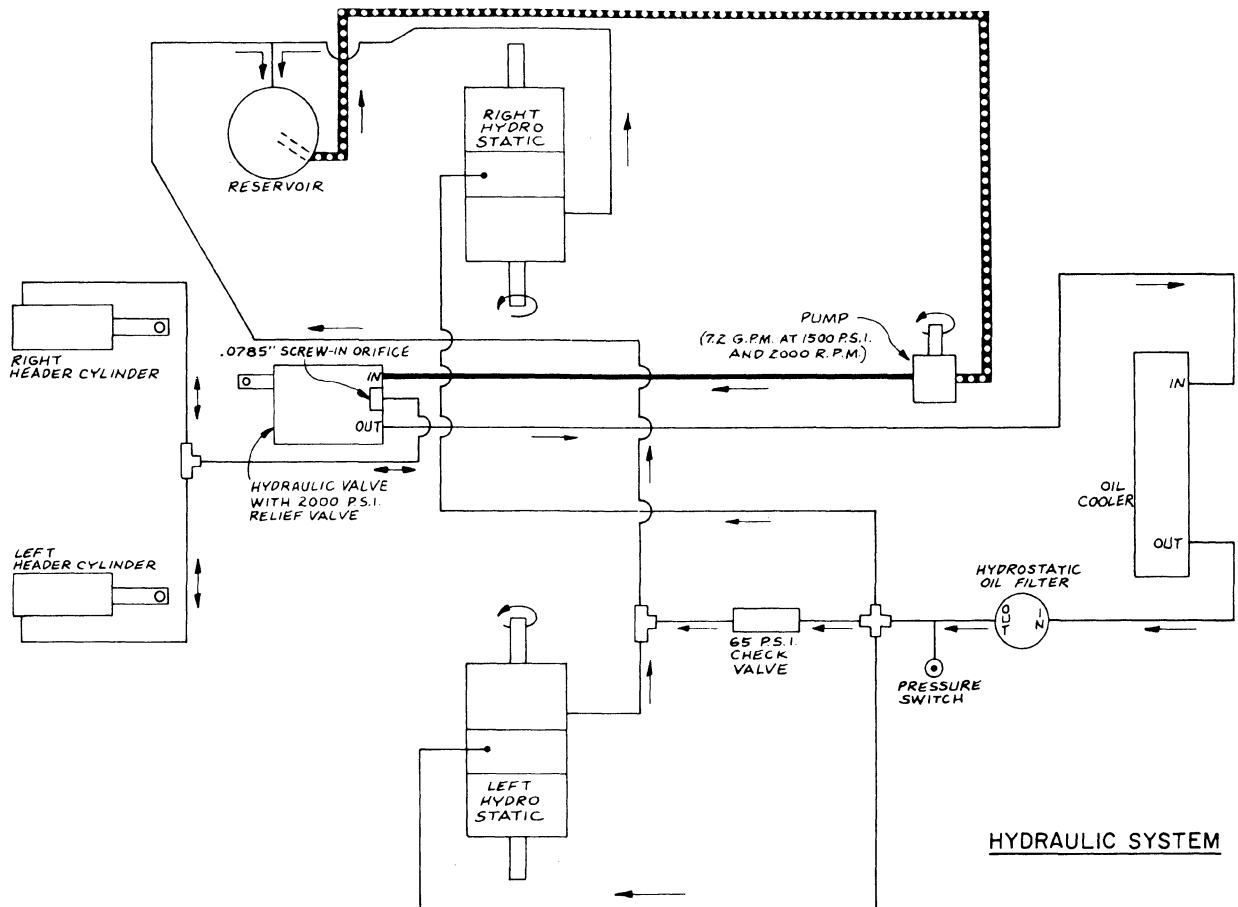 RIGHT
HYDRO
STATIC
RESERVOIR
PUMP
(7.2 G.P.M. AT 1500 P.S.I.
AND 2000 R.P.M.)
RIGHT
HEADER CYLINDER
.0785" SCREW-IN ORIFICE
IN
OUT
IN
OIL
COOLER
OUT
HYDRAULIC VALVE
WITH 2000 P.S.I.
RELIEF VALVE
LEFT
HEADER CYLINDER
HYDROSTATIC
OIL FILTER
OUT
IN
65 P.S.I.
CHECK
VALVE
PRESSURE
SWITCH
LEFT
HYDRO
STATIC
HYDRAULIC SYSTEM